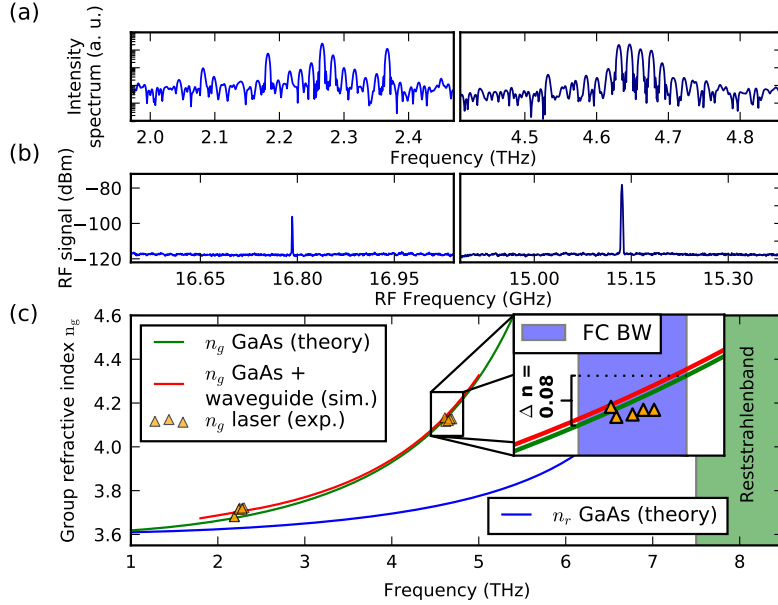 (a)
Intensity
spectrum (a. u.)
2.0 2.1 2.2 2.3 2.4 4.5 4.6 4.7 4.8
Frequency (THz)
(b)
RF signal (dBm)
−80
−100
−120
16.65 16.80 16.95 15.00 15.15 15.30
RF Frequency (GHz)
(c)
Group refractive index n_g
4.6
4.4
4.2
4.0
3.8
3.6
n_g GaAs (theory)
n_g GaAs +
waveguide (sim.)
n_g laser (exp.)
FC BW
Δ n =
0.08
Reststrahlenband
n_r GaAs (theory)
1 2 3 4 5 6 7 8
Frequency (THz)